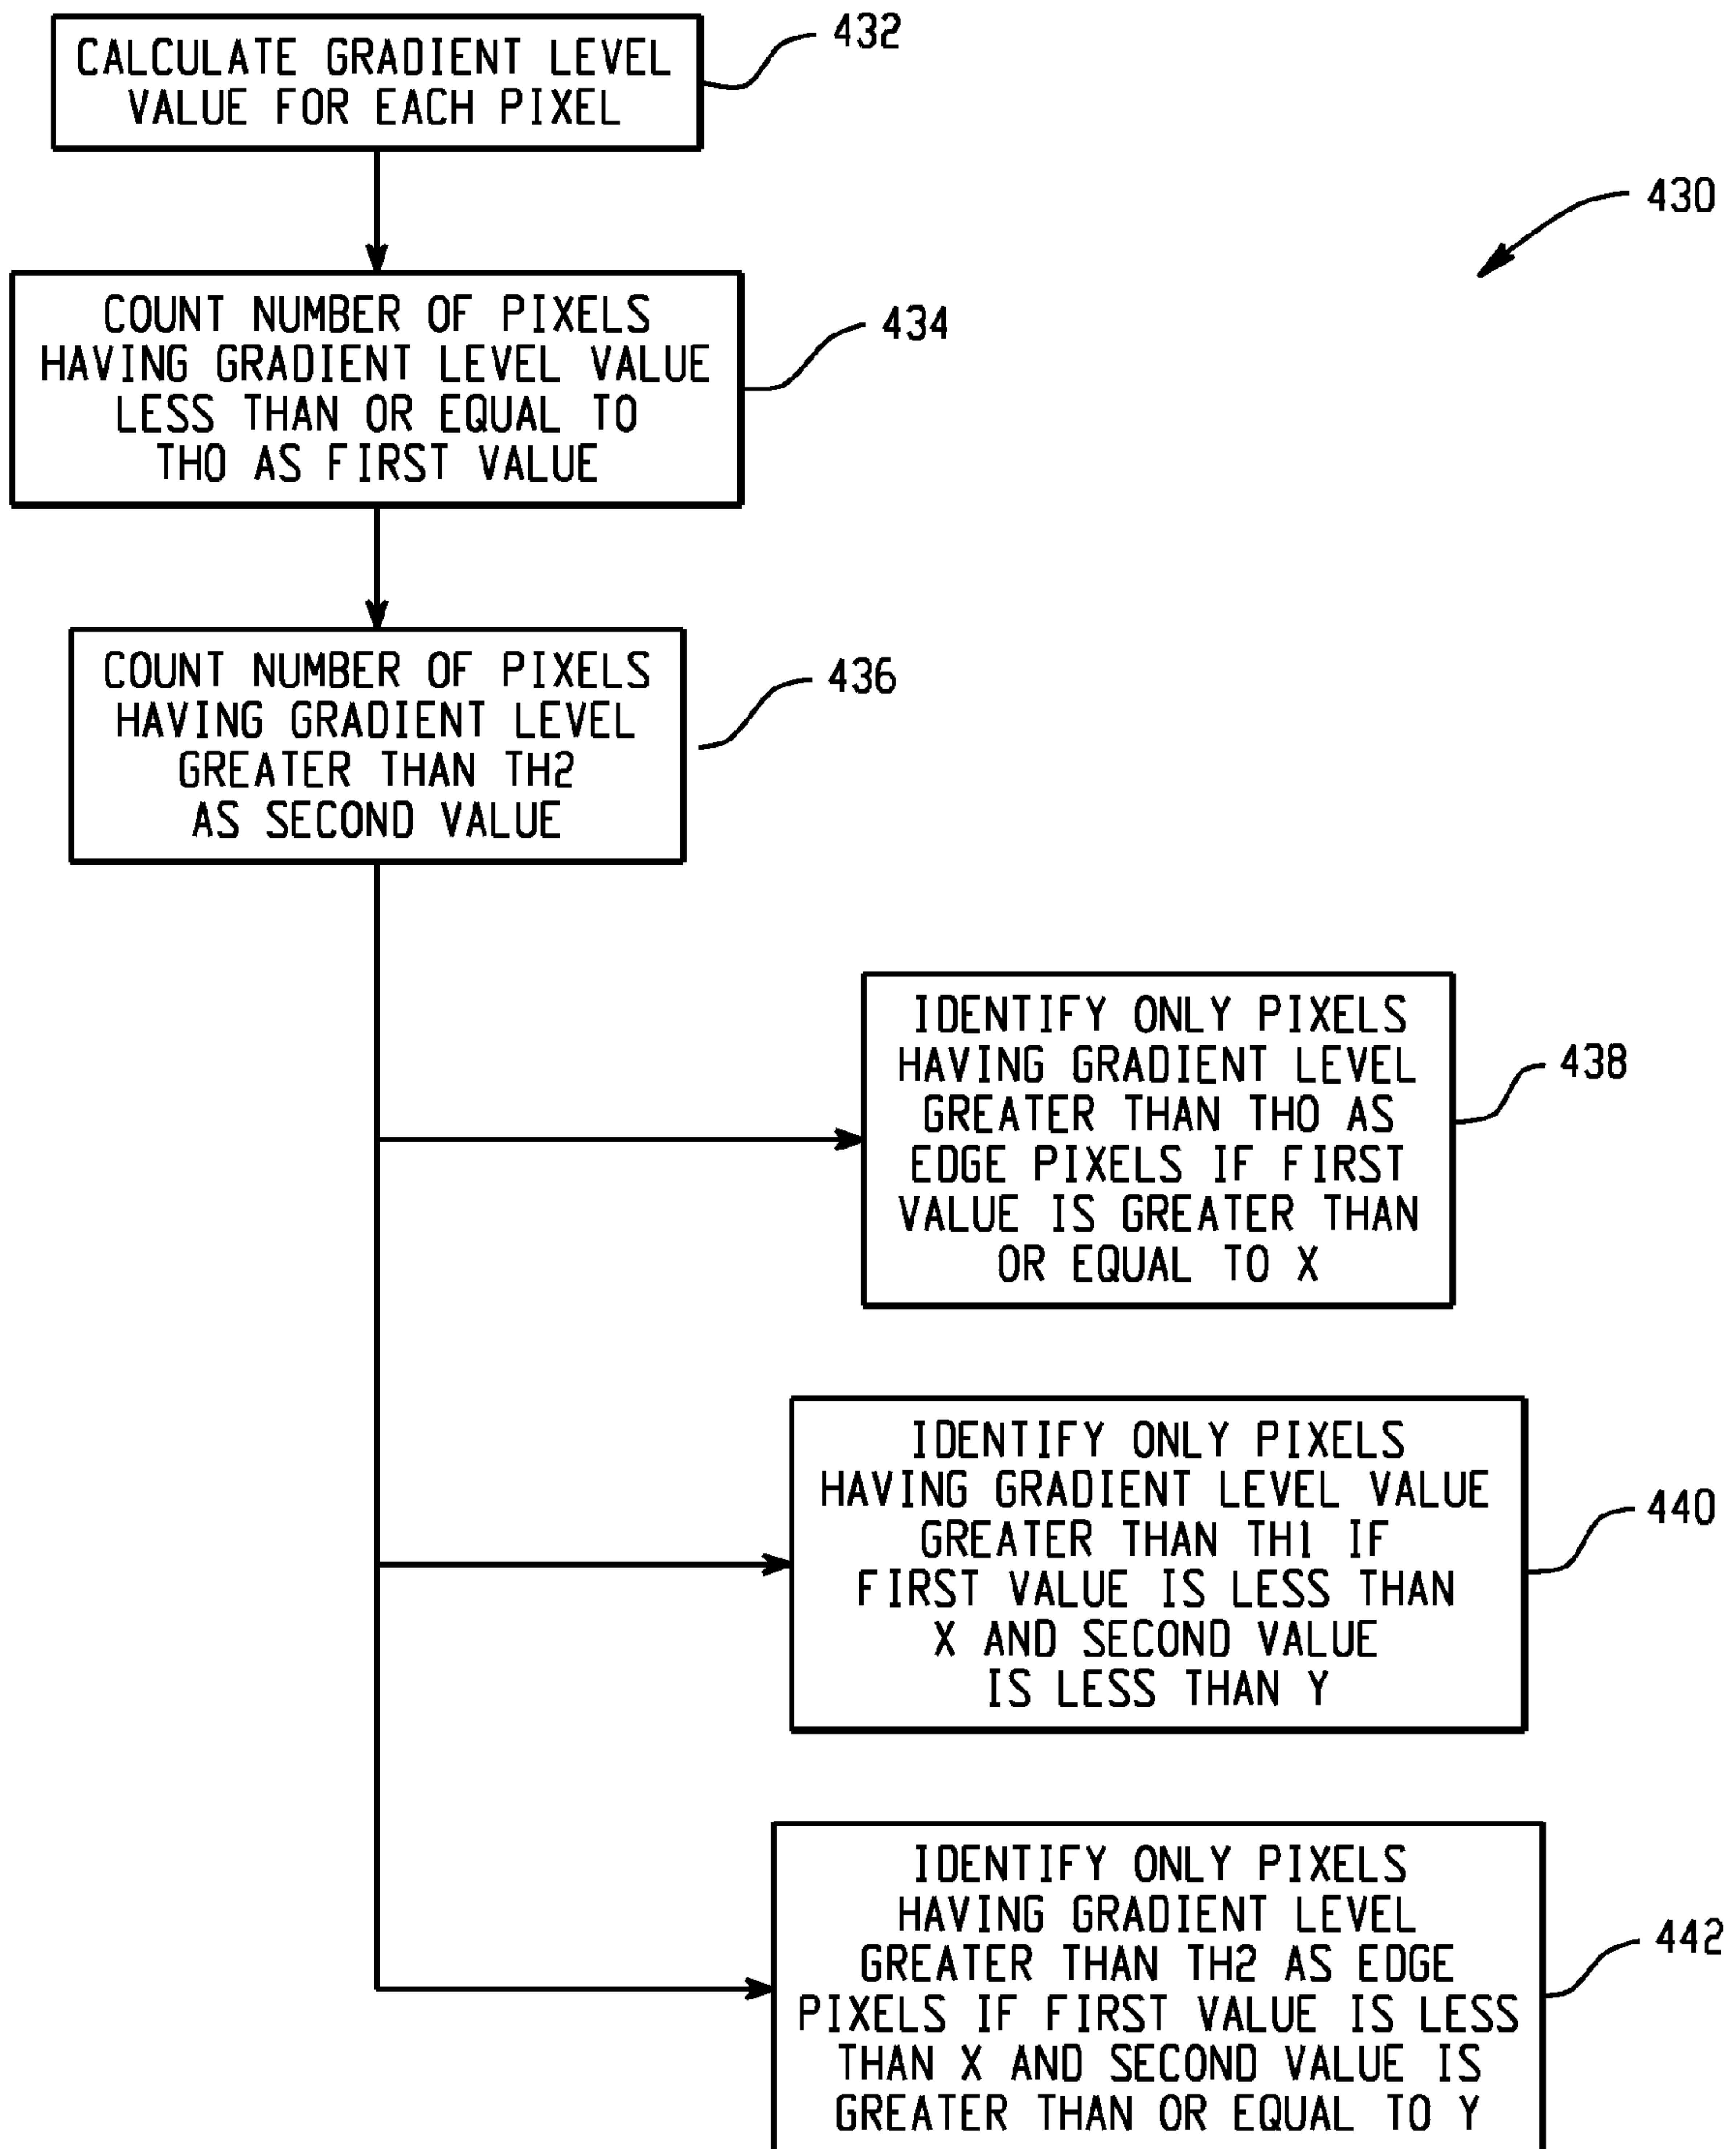 CALCULATE GRADIENT LEVEL
VALUE FOR EACH PIXEL
432
430
COUNT NUMBER OF PIXELS
HAVING GRADIENT LEVEL VALUE
LESS THAN OR EQUAL TO
TH0 AS FIRST VALUE
434
COUNT NUMBER OF PIXELS
HAVING GRADIENT LEVEL
GREATER THAN TH2
AS SECOND VALUE
436
IDENTIFY ONLY PIXELS
HAVING GRADIENT LEVEL
GREATER THAN TH0 AS
EDGE PIXELS IF FIRST
VALUE IS GREATER THAN
OR EQUAL TO X
438
IDENTIFY ONLY PIXELS
HAVING GRADIENT LEVEL VALUE
GREATER THAN TH1 IF
FIRST VALUE IS LESS THAN
X AND SECOND VALUE
IS LESS THAN Y
440
IDENTIFY ONLY PIXELS
HAVING GRADIENT LEVEL
GREATER THAN TH2 AS EDGE
PIXELS IF FIRST VALUE IS LESS
THAN X AND SECOND VALUE IS
GREATER THAN OR EQUAL TO Y
442